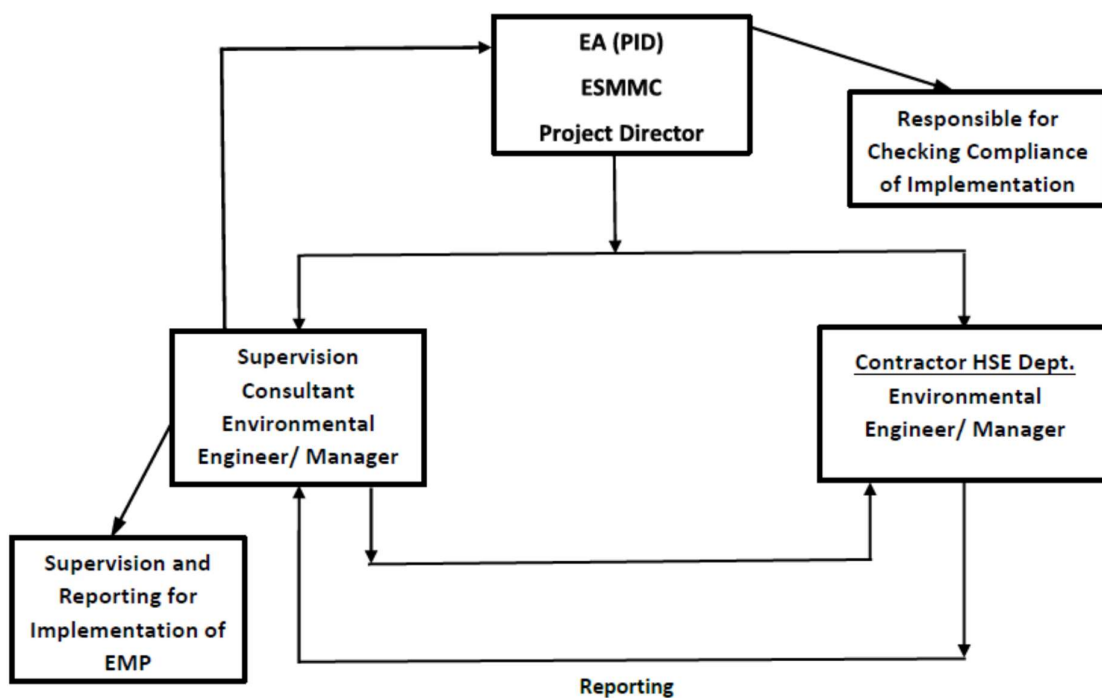 EA (PID)
ESMMC
Project Director
Responsible for
Checking Compliance
of Implementation
Supervision
Consultant
Environmental
Engineer/ Manager
Contractor HSE Dept.
Environmental
Engineer/ Manager
Supervision and
Reporting for
Implementation of
EMP
Reporting